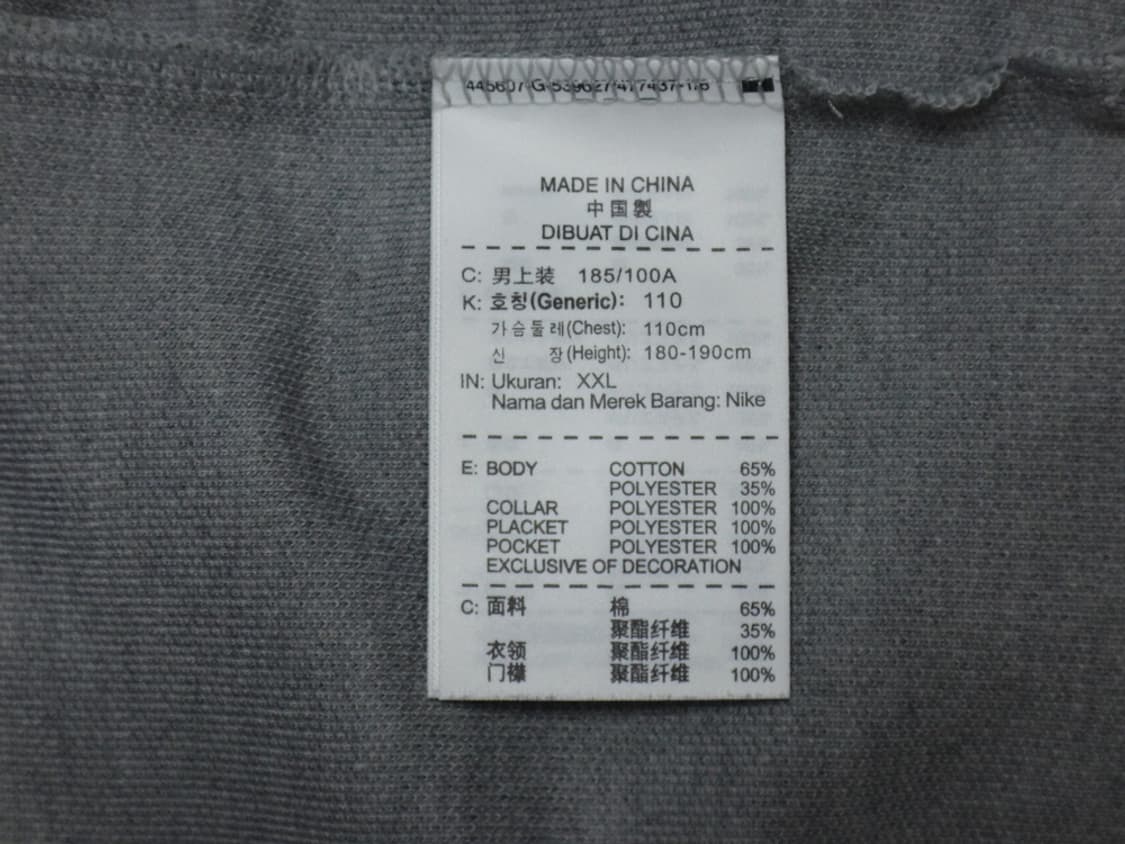 MADE IN CHINA
中国製
DIBUAT DI CINA
C: 男上装 185/100A
K: 호칭(Generic): 110
가슴둘레(Chest): 110cm
신 장(Height): 180-190cm
IN: Ukuran: XXL
Nama dan Merek Barang: Nike
E: BODY COTTON 65%
POLYESTER 35%
COLLAR POLYESTER 100%
PLACKET POLYESTER 100%
POCKET POLYESTER 100%
EXCLUSIVE OF DECORATION
C: 面料 棉 65%
聚酯纤维 35%
衣领 聚酯纤维 100%
门襟 聚酯纤维 100%